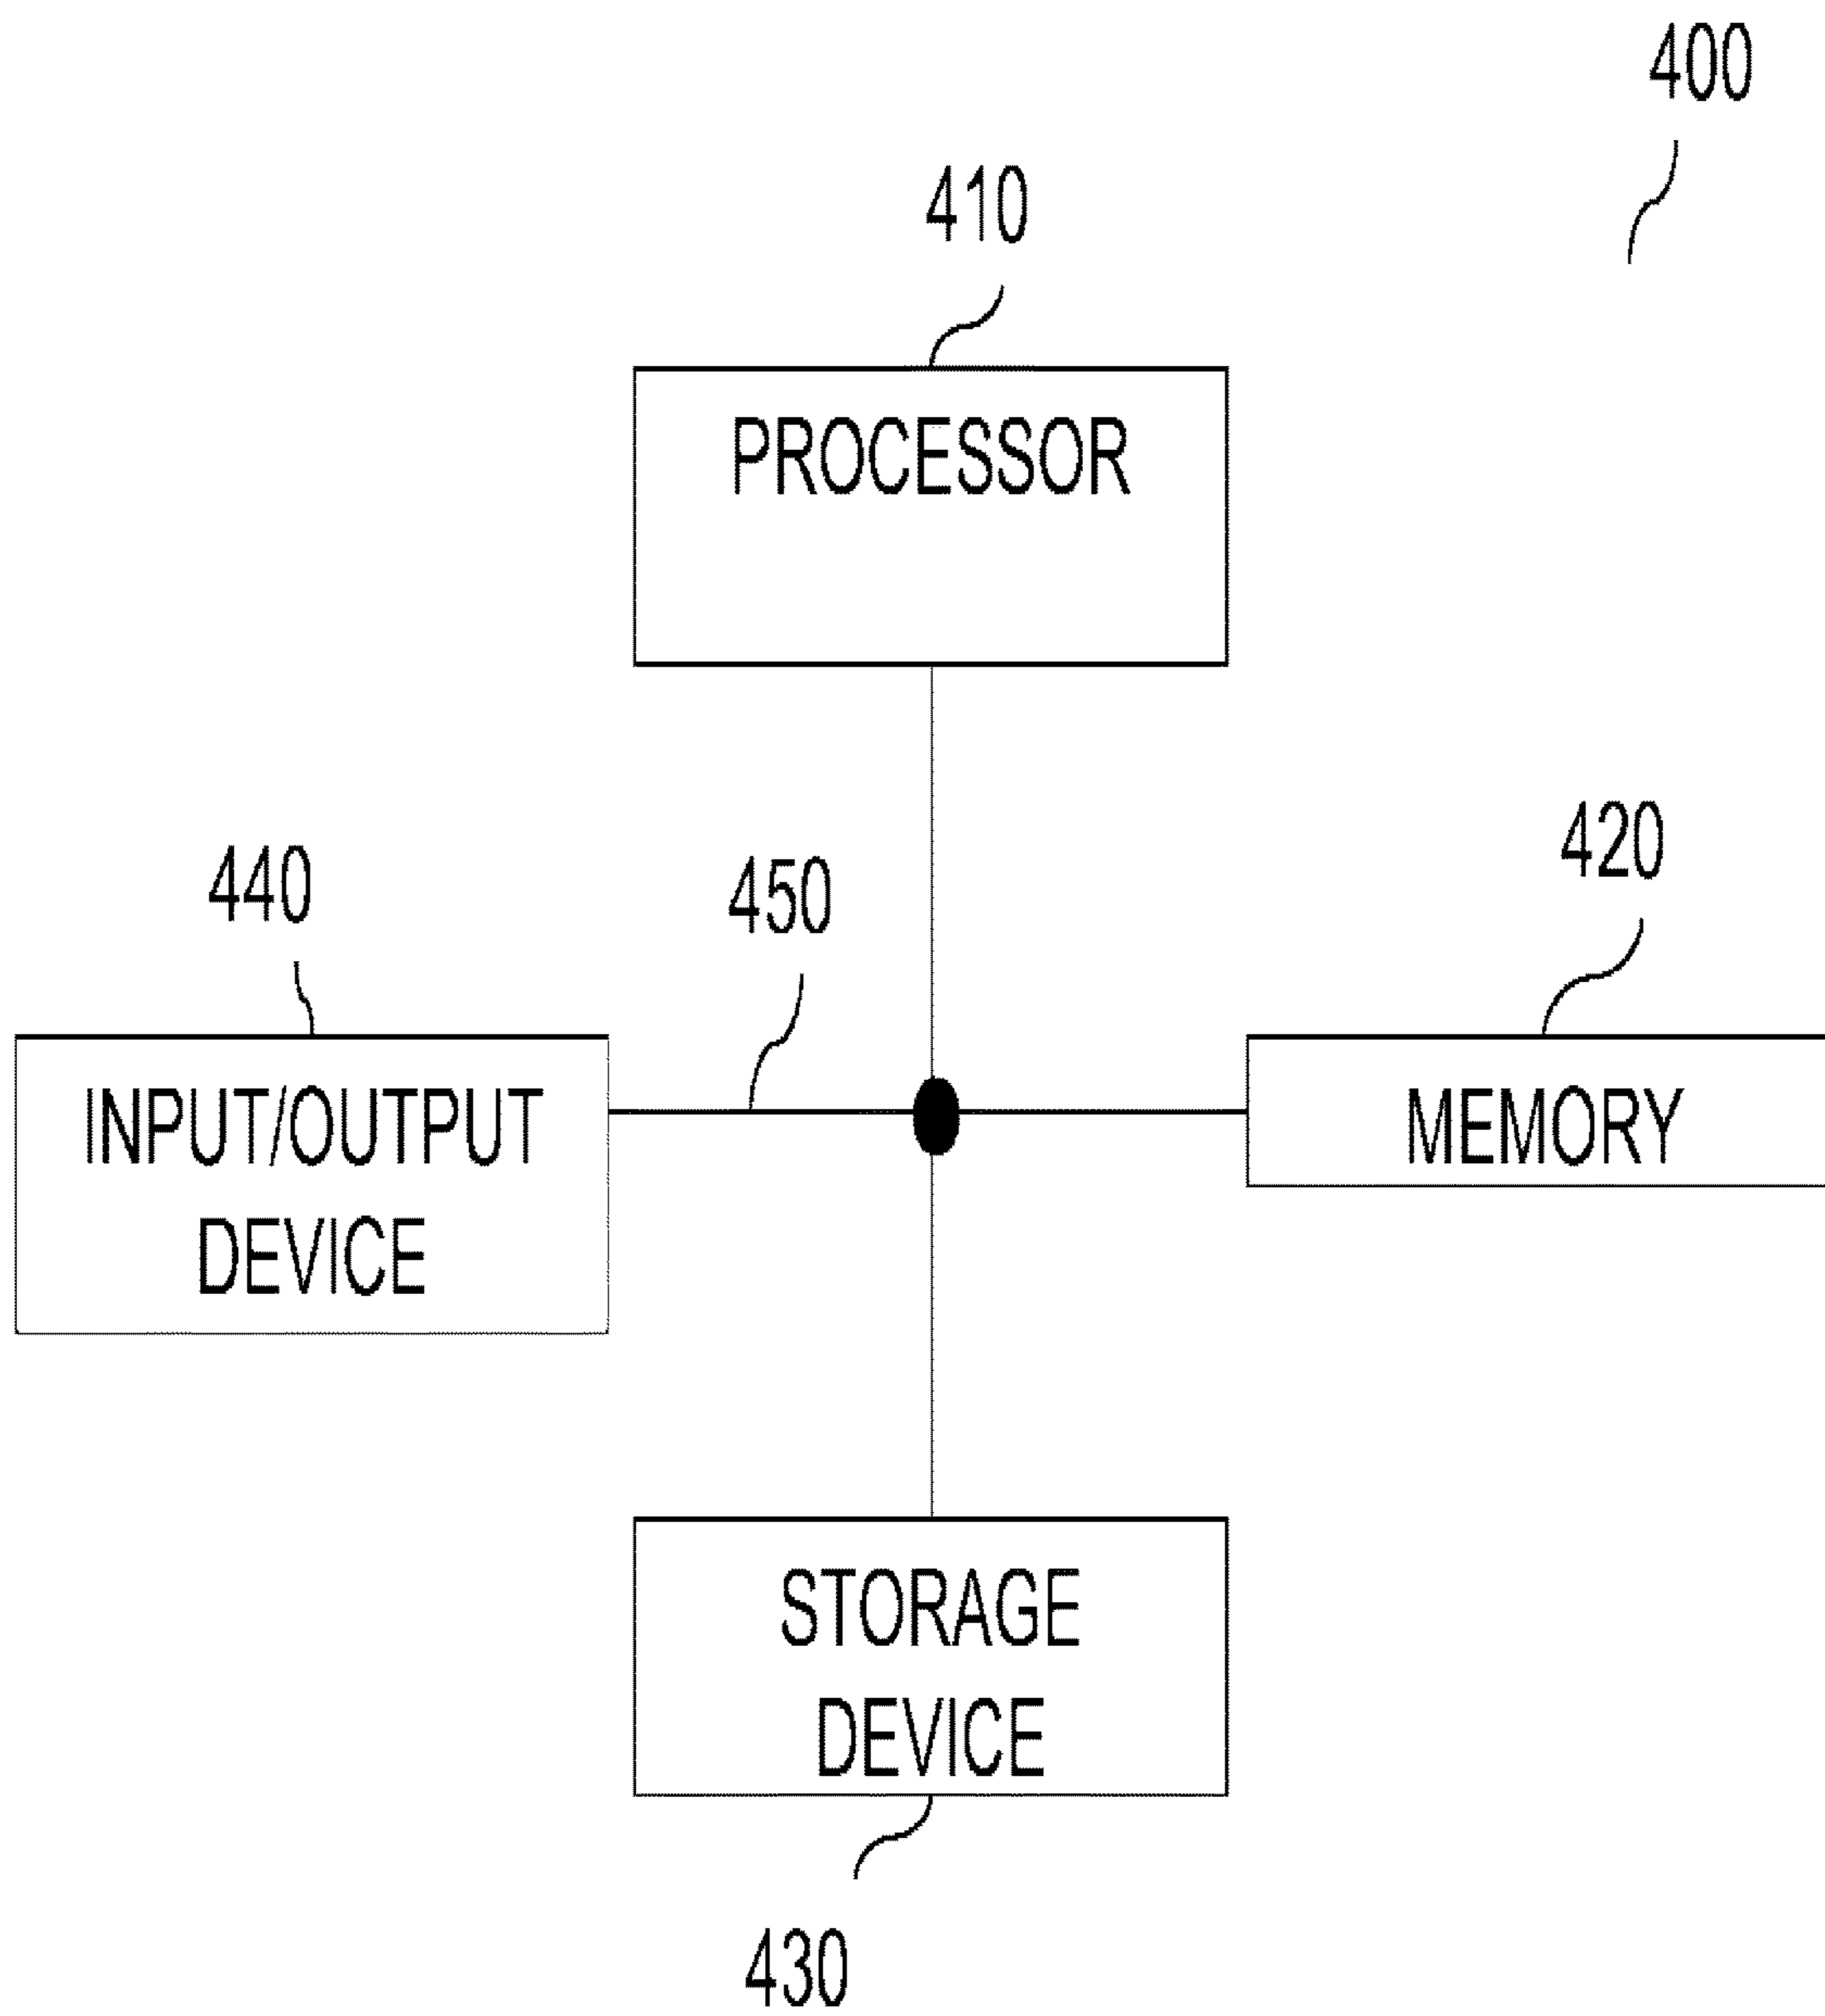 400
410
PROCESSOR
440
450
420
INPUT/OUTPUT
DEVICE
MEMORY
STORAGE
DEVICE
430